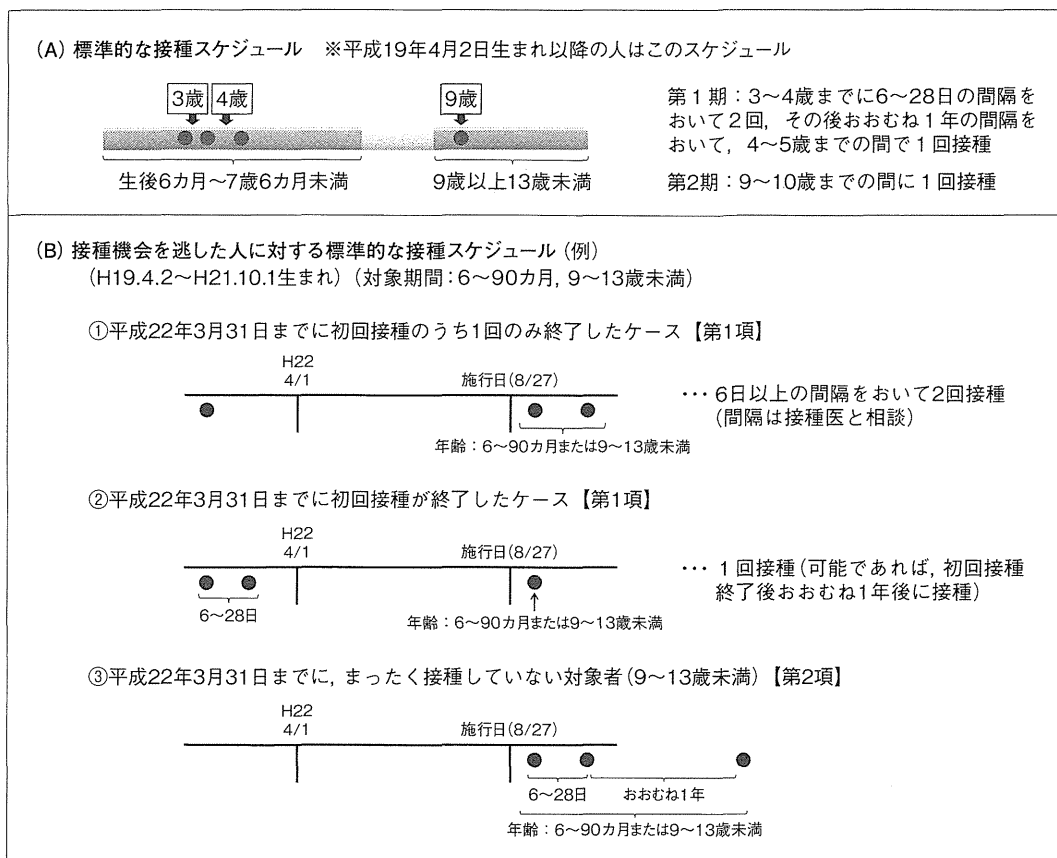 (A) 標準的な接種スケジュール ※平成19年4月2日生まれ以降の人はこのスケジュール
3歳 4歳 9歳
生後6カ月～7歳6カ月未満 9歳以上13歳未満
第1期：3～4歳までに6～28日の間隔を
おいて2回，その後おおむね1年の間隔を
おいて，4～5歳までの間で1回接種
第2期：9～10歳までの間に1回接種
(B) 接種機会を逃した人に対する標準的な接種スケジュール（例）
（H19.4.2～H21.10.1生まれ）（対象期間：6～90カ月，9～13歳未満）
①平成22年3月31日までに初回接種のうち1回のみ終了したケース【第1項】
H22
4/1 施行日(8/27)
年齢：6～90カ月または9～13歳未満
… 6日以上の間隔をおいて2回接種
（間隔は接種医と相談）
②平成22年3月31日までに初回接種が終了したケース【第1項】
H22
4/1 施行日(8/27)
6～28日
年齢：6～90カ月または9～13歳未満
… 1回接種（可能であれば，初回接種
終了後おおむね1年後に接種）
③平成22年3月31日までに，まったく接種していない対象者（9～13歳未満）【第2項】
H22
4/1 施行日(8/27)
6～28日 おおむね1年
年齢：6～90カ月または9～13歳未満